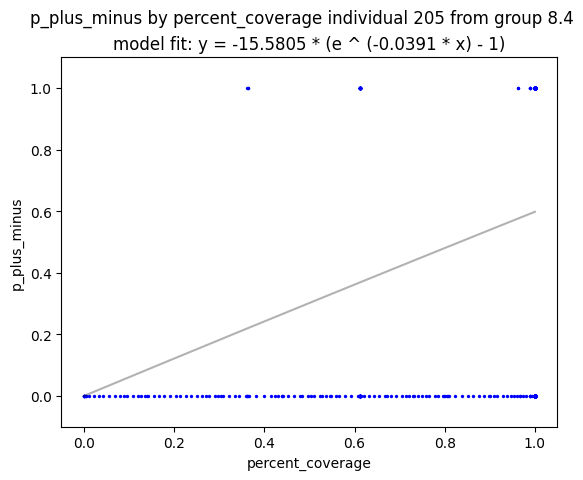 p_plus_minus by percent_coverage individual 205 from group 8.4
model fit: y = -15.5805 * (e ^ (-0.0391 * x) - 1)
1.0
0.8
0.6
0.4
0.2
0.0
p_plus_minus
0.0 0.2 0.4 0.6 0.8 1.0
percent_coverage